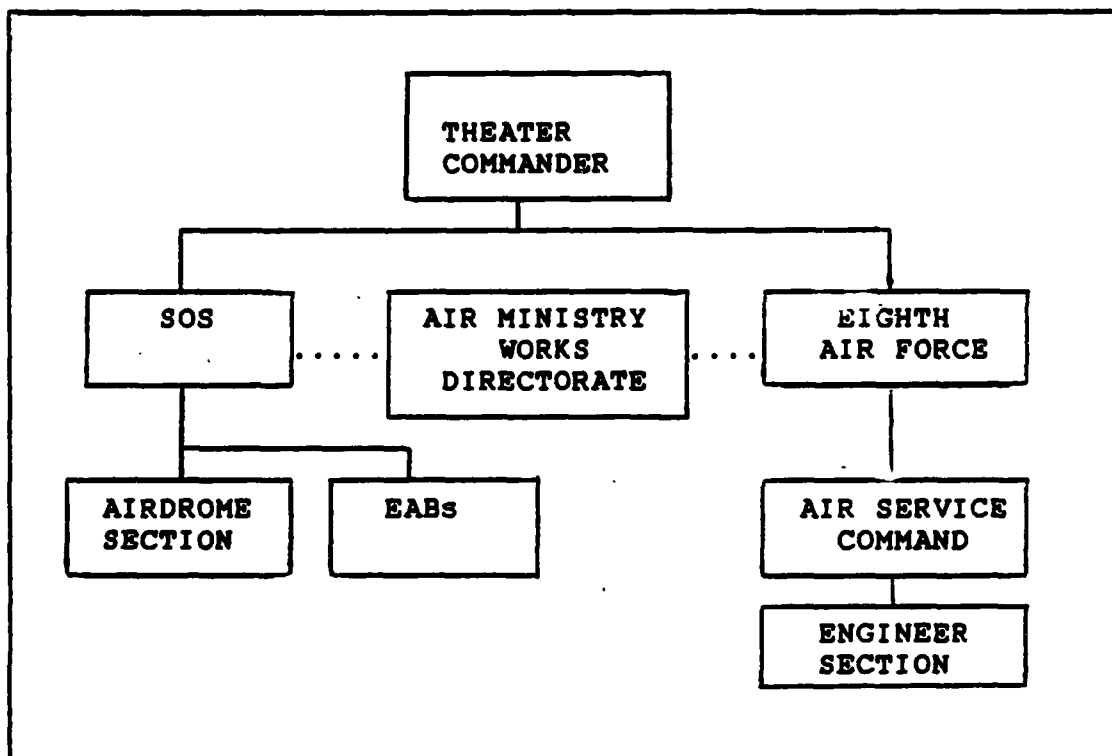 THEATER
COMMANDER
SOS
AIR MINISTRY
WORKS
DIRECTORATE
EIGHTH
AIR FORCE
AIRDROME
SECTION
EABs
AIR SERVICE
COMMAND
ENGINEER
SECTION